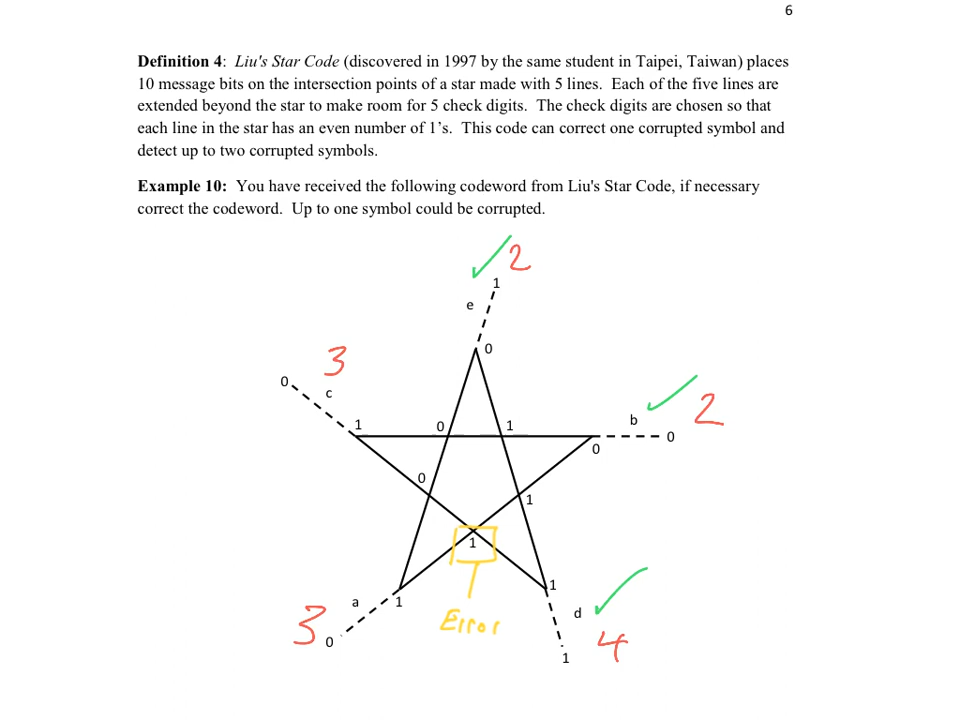 6
Definition 4: Liu's Star Code (discovered in 1997 by the same student in Taipei, Taiwan) places
10 message bits on the intersection points of a star made with 5 lines. Each of the five lines are
extended beyond the star to make room for 5 check digits. The check digits are chosen so that
each line in the star has an even number of 1’s. This code can correct one corrupted symbol and
detect up to two corrupted symbols.
Example 10: You have received the following codeword from Liu's Star Code, if necessary
correct the codeword. Up to one symbol could be corrupted.
2
1
e
0
3
0
c
1
0
1
b
2
0
0
0
1
1
1
a
1
d
3
0
Error
4
1